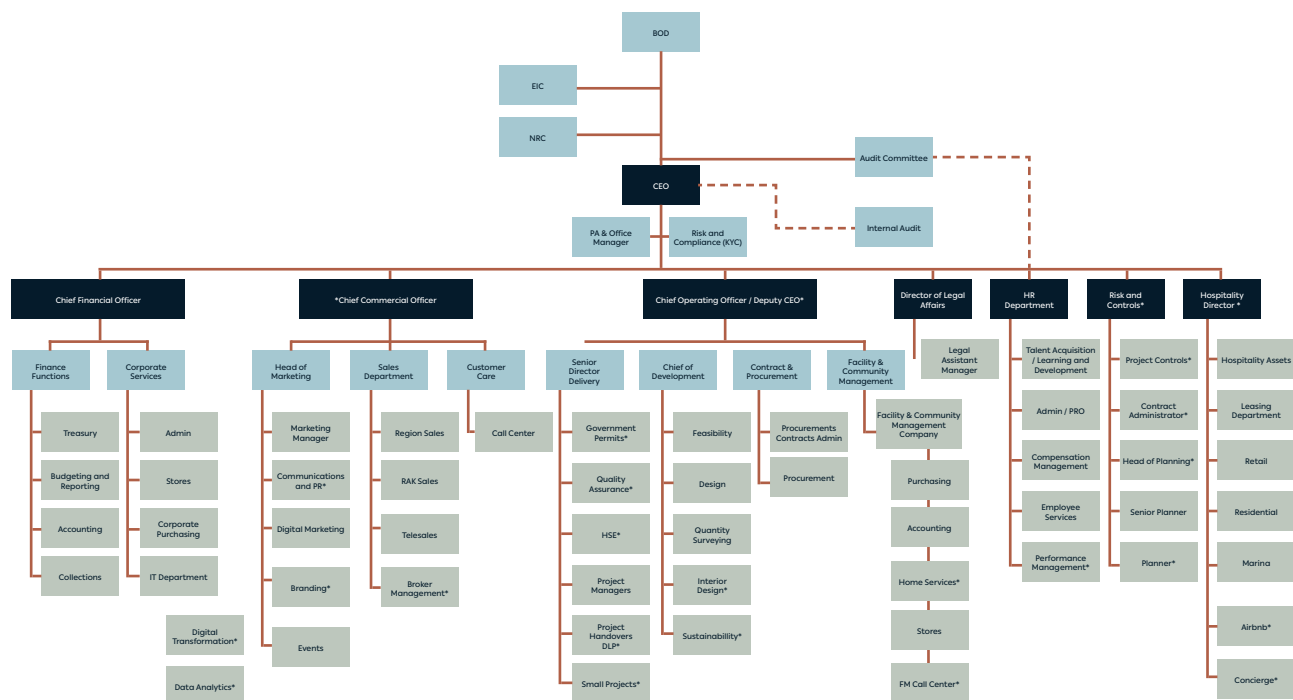 BOD
EIC
NRC
Audit Committee
CEO
PA & Office
Manager
Risk and
Compliance (KYC)
Internal Audit
Chief Financial Officer
*Chief Commercial Officer
Chief Operating Officer / Deputy CEO*
Director of Legal
Affairs
HR
Department
Risk and
Controls*
Hospitality
Director *
Finance
Functions
Corporate
Services
Head of
Marketing
Sales
Department
Customer
Care
Senior
Director
Delivery
Chief of
Development
Contract &
Procurement
Facility &
Community
Management
Legal
Assistant
Manager
Treasury
Budgeting and
Reporting
Accounting
Collections
Admin
Stores
Corporate
Purchasing
IT Department
Digital
Transformation*
Data Analytics*
Marketing
Manager
Communications
and PR*
Digital Marketing
Branding*
Events
Region Sales
RAK Sales
Telesales
Broker
Management*
Call Center
Government
Permits*
Quality
Assurance*
HSE*
Project
Managers
Project
Handovers
DLP*
Small Projects*
Feasibility
Design
Quantity
Surveying
Interior
Design*
Sustainabillity*
Procurements
Contracts Admin
Procurement
Facility & Community
Management
Company
Purchasing
Accounting
Home Services*
Stores
FM Call Center*
Talent Acquisition
/ Learning and
Development
Admin / PRO
Compensation
Management
Employee
Services
Performance
Management*
Project Controls*
Contract
Administrator*
Head of Planning*
Senior Planner
Planner*
Hospitality Assets
Leasing
Department
Retail
Residential
Marina
Airbnb*
Concierge*